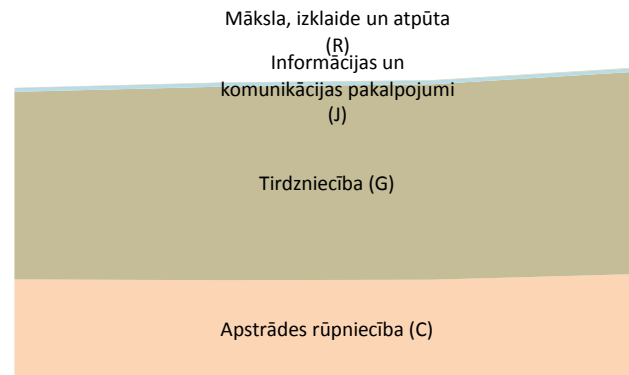 Māksla, izklaide un atpūta
(R)
Informācijas un
komunikācijas pakalpojumi
(J)
Tirdzniecība (G)
Apstrādes rūpniecība (C)